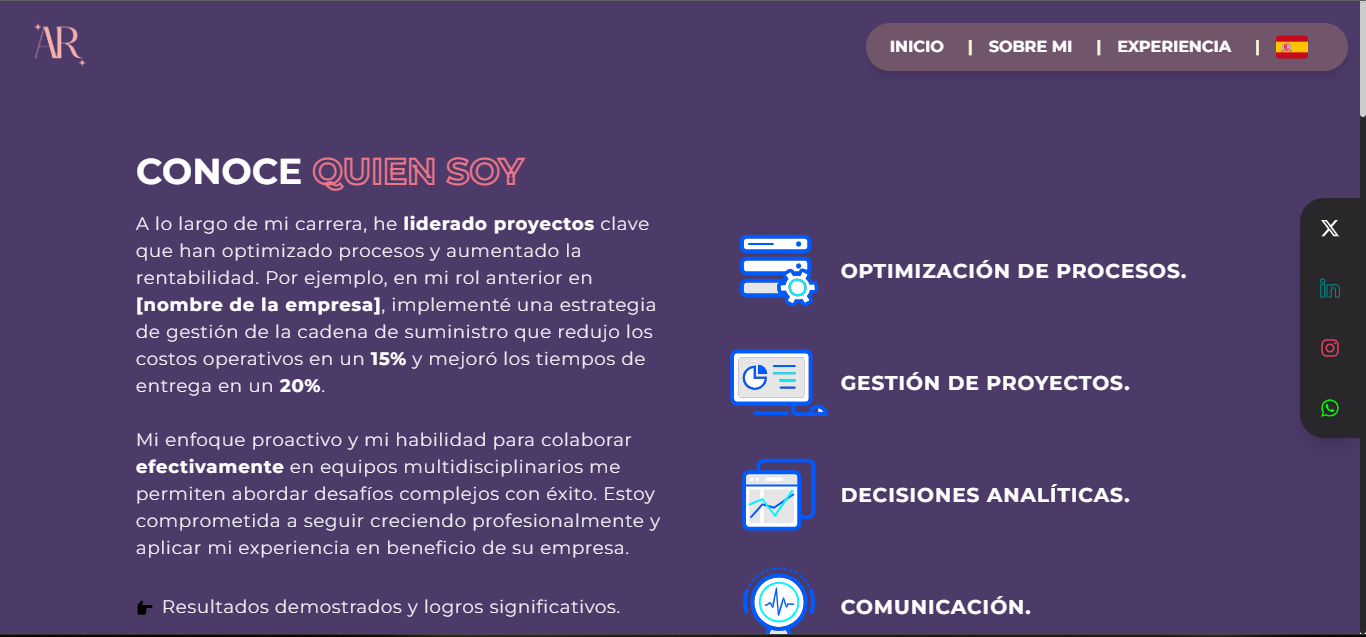 AR
INICIO | SOBRE MI | EXPERIENCIA |
CONOCE QUIEN SOY
A lo largo de mi carrera, he liderado proyectos clave
que han optimizado procesos y aumentado la
rentabilidad. Por ejemplo, en mi rol anterior en
[nombre de la empresa], implementé una estrategia
de gestión de la cadena de suministro que redujo los
costos operativos en un 15% y mejoró los tiempos de
entrega en un 20%.
Mi enfoque proactivo y mi habilidad para colaborar
efectivamente en equipos multidisciplinarios me
permiten abordar desafíos complejos con éxito. Estoy
comprometida a seguir creciendo profesionalmente y
aplicar mi experiencia en beneficio de su empresa.
Resultados demostrados y logros significativos.
OPTIMIZACIÓN DE PROCESOS.
GESTIÓN DE PROYECTOS.
DECISIONES ANALÍTICAS.
COMUNICACIÓN.
X
in